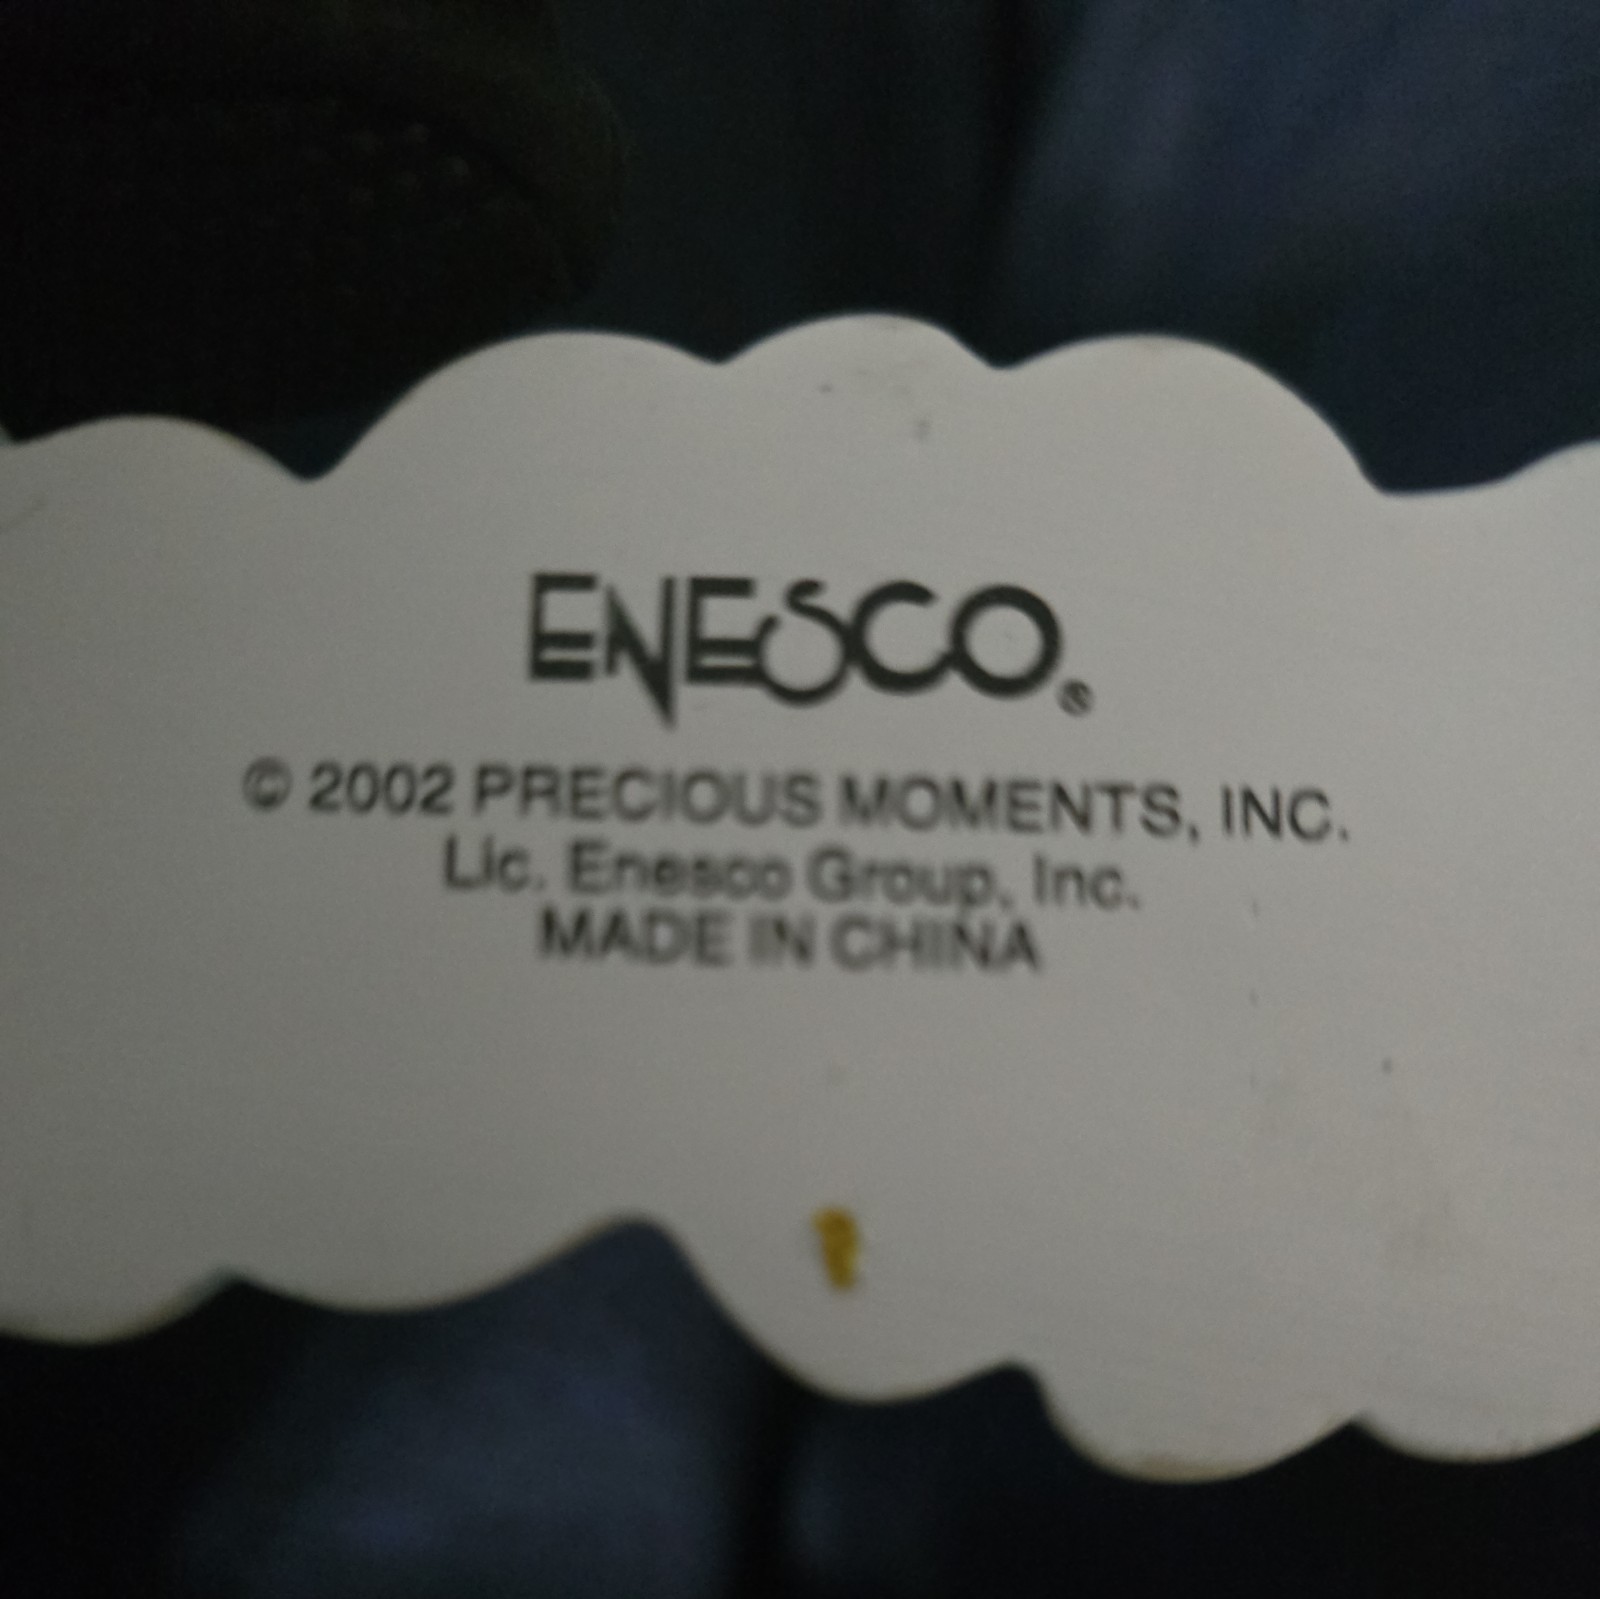 ENESCO®
© 2002 PRECIOUS MOMENTS, INC.
Lic. Enesco Group, Inc.
MADE IN CHINA